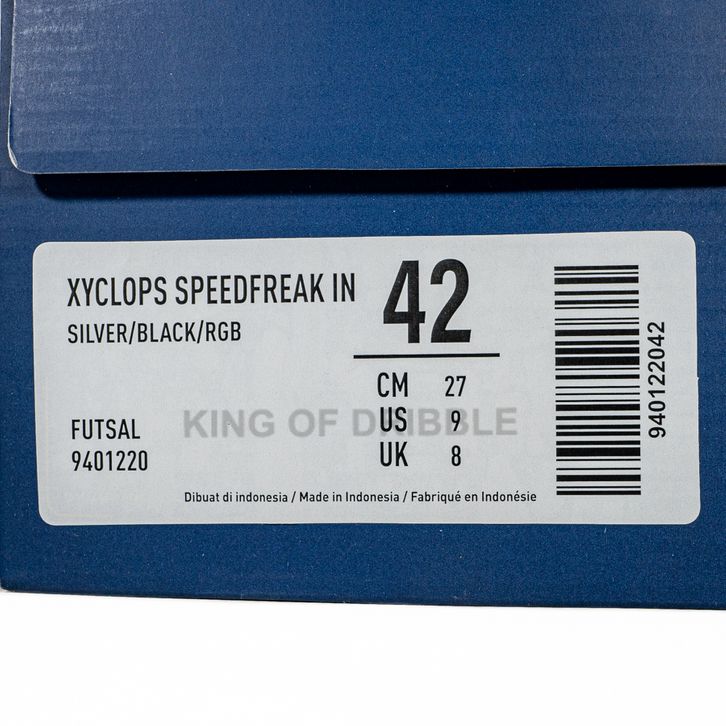 XYCLOPS SPEEDFREAK IN
SILVER/BLACK/RGB
42
CM 27
US 9
UK 8
FUTSAL
9401220
KING OF DRIBBLE
Dibuat di indonesia / Made in Indonesia / Fabriqué en Indonésie
940122042